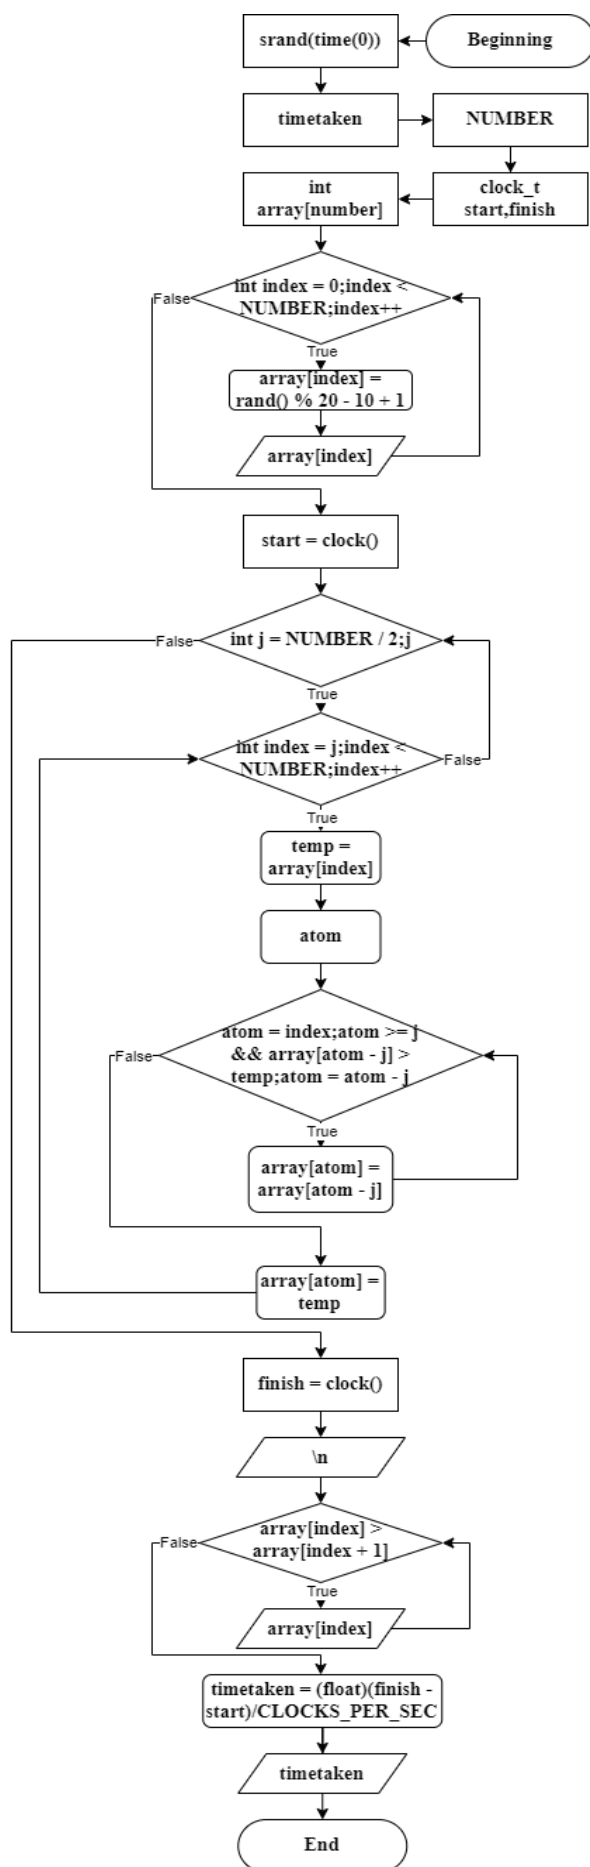 Beginning
srand(time(0))
timetaken
NUMBER
clock_t
start,finish
int
array[number]
int index = 0;index <
NUMBER;index++
False
True
array[index] =
rand() % 20 - 10 + 1
array[index]
start = clock()
int j = NUMBER / 2;j
False
True
int index = j;index <
NUMBER;index++
False
True
temp =
array[index]
atom
atom = index;atom >= j
&& array[atom - j] >
temp;atom = atom - j
False
True
array[atom] =
array[atom - j]
array[atom] =
temp
finish = clock()
\n
array[index] >
array[index + 1]
False
True
array[index]
timetaken = (float)(finish -
start)/CLOCKS_PER_SEC
timetaken
End